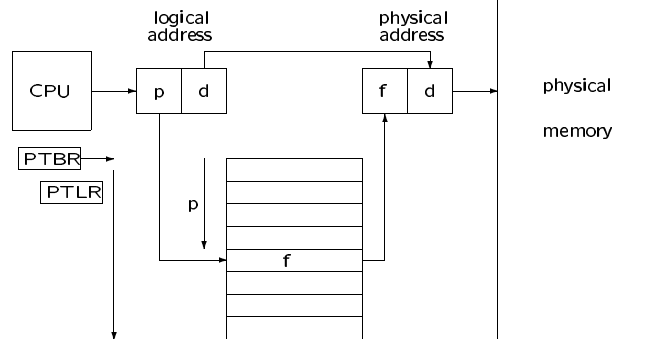 logical
address
physical
address
CPU
p
d
f
d
physical
memory
PTBR
PTLR
p
f